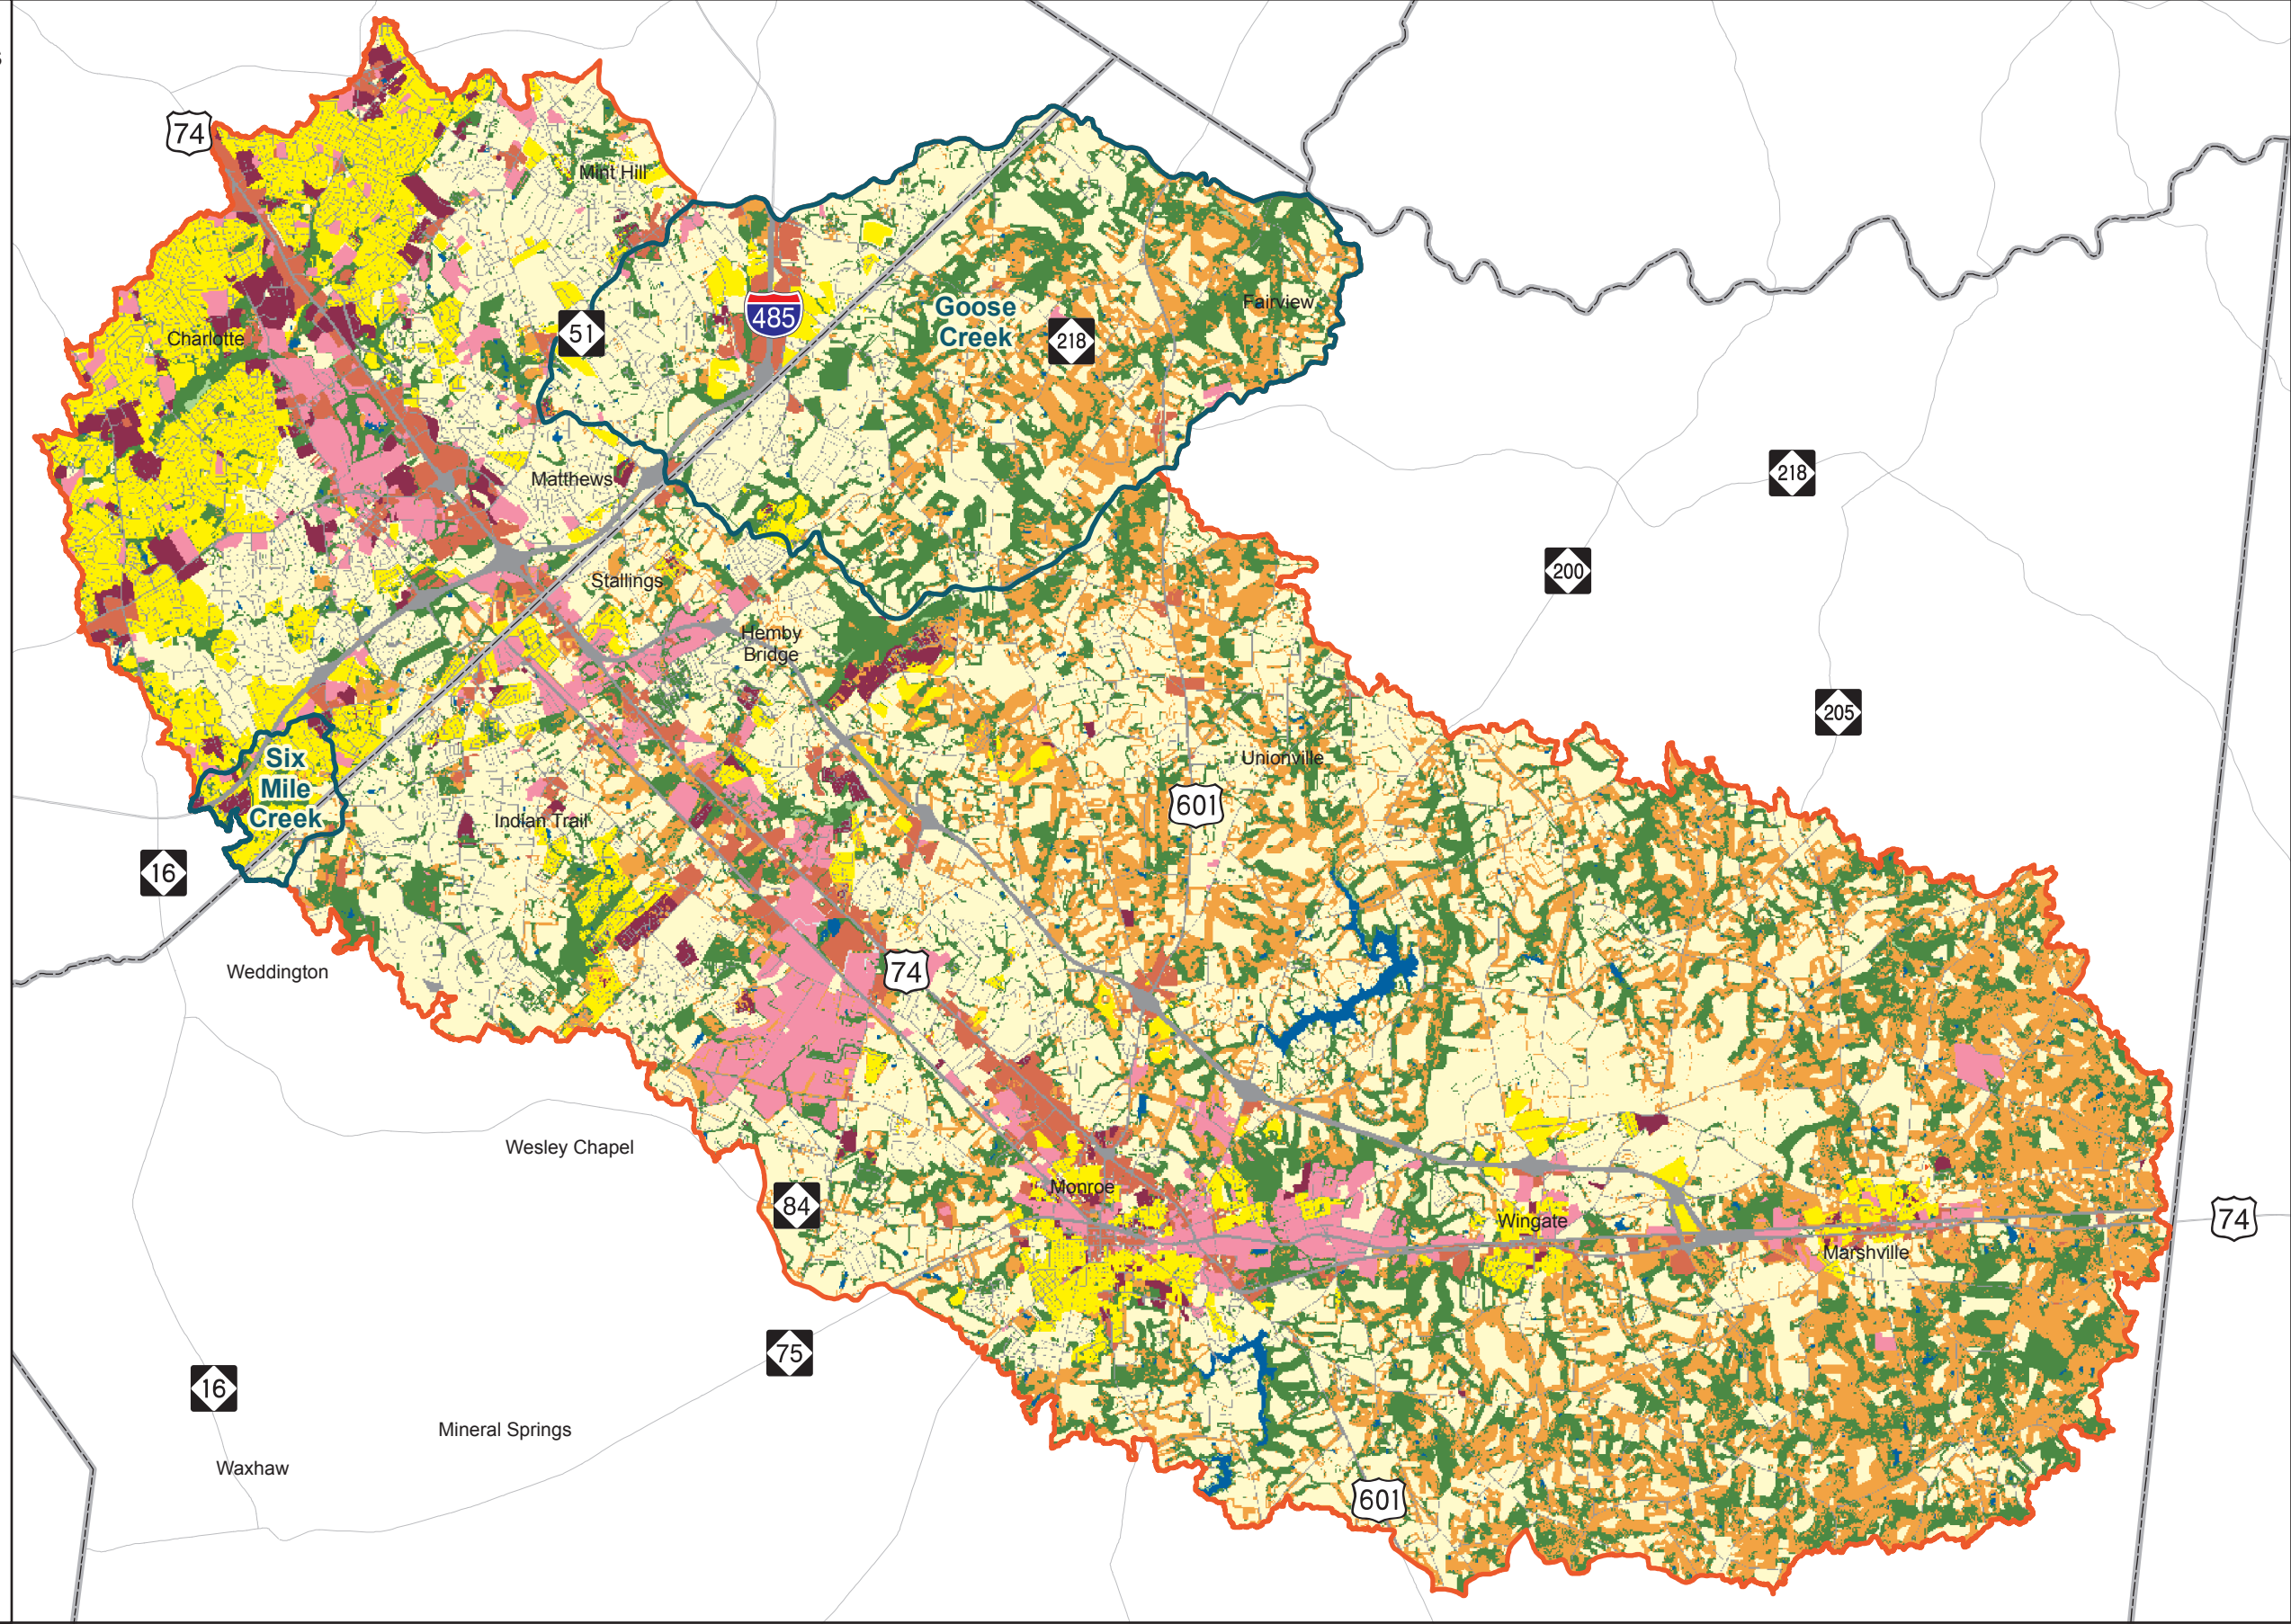 74
Mint Hill
485
51
Charlotte
Goose
Creek
218
Fairview
Matthews
218
200
Stallings
Hemby
Bridge
205
Unionville
601
Six
Mile
Creek
Indian Trail
16
Weddington
74
Wesley Chapel
84
Monroe
Wingate
74
Marshville
75
16
Mineral Springs
Waxhaw
601